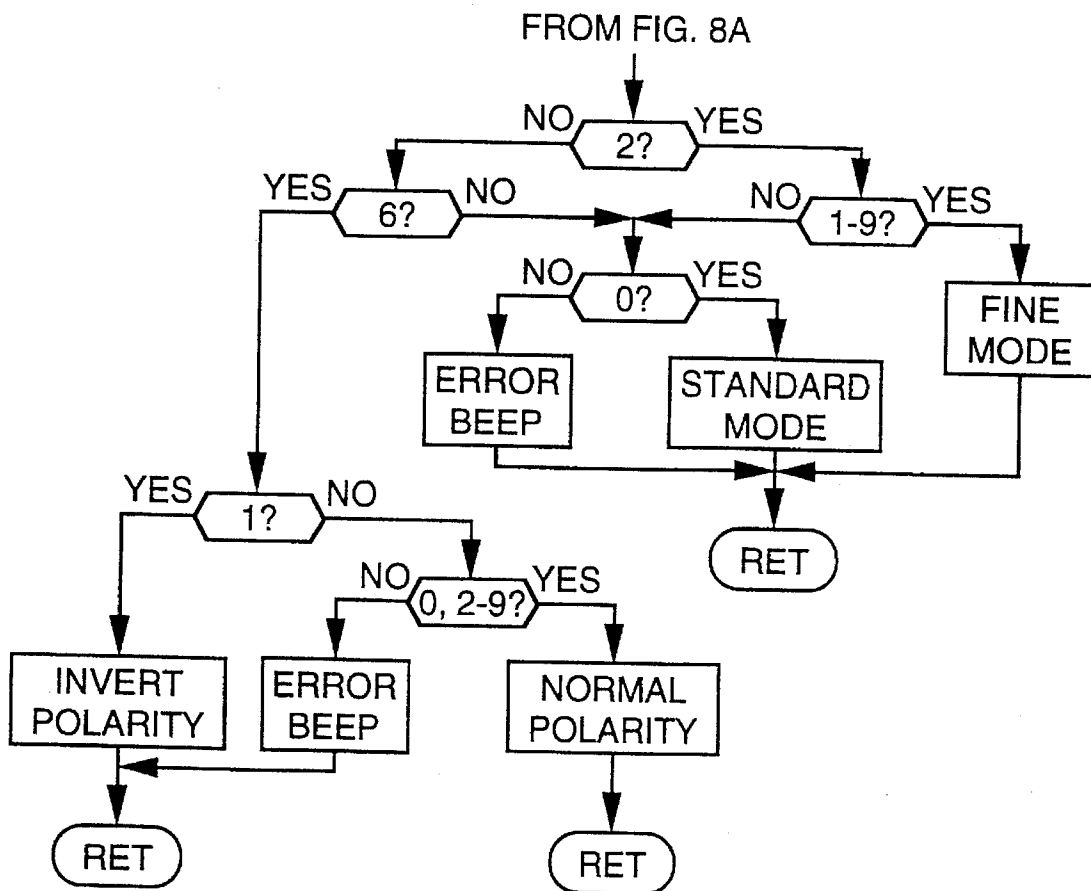 FROM FIG. 8A
NO
YES
2?
YES
NO
6?
NO
YES
1-9?
NO
YES
0?
FINE
MODE
ERROR
BEEP
STANDARD
MODE
YES
NO
1?
RET
NO
YES
0, 2-9?
INVERT
POLARITY
ERROR
BEEP
NORMAL
POLARITY
RET
RET